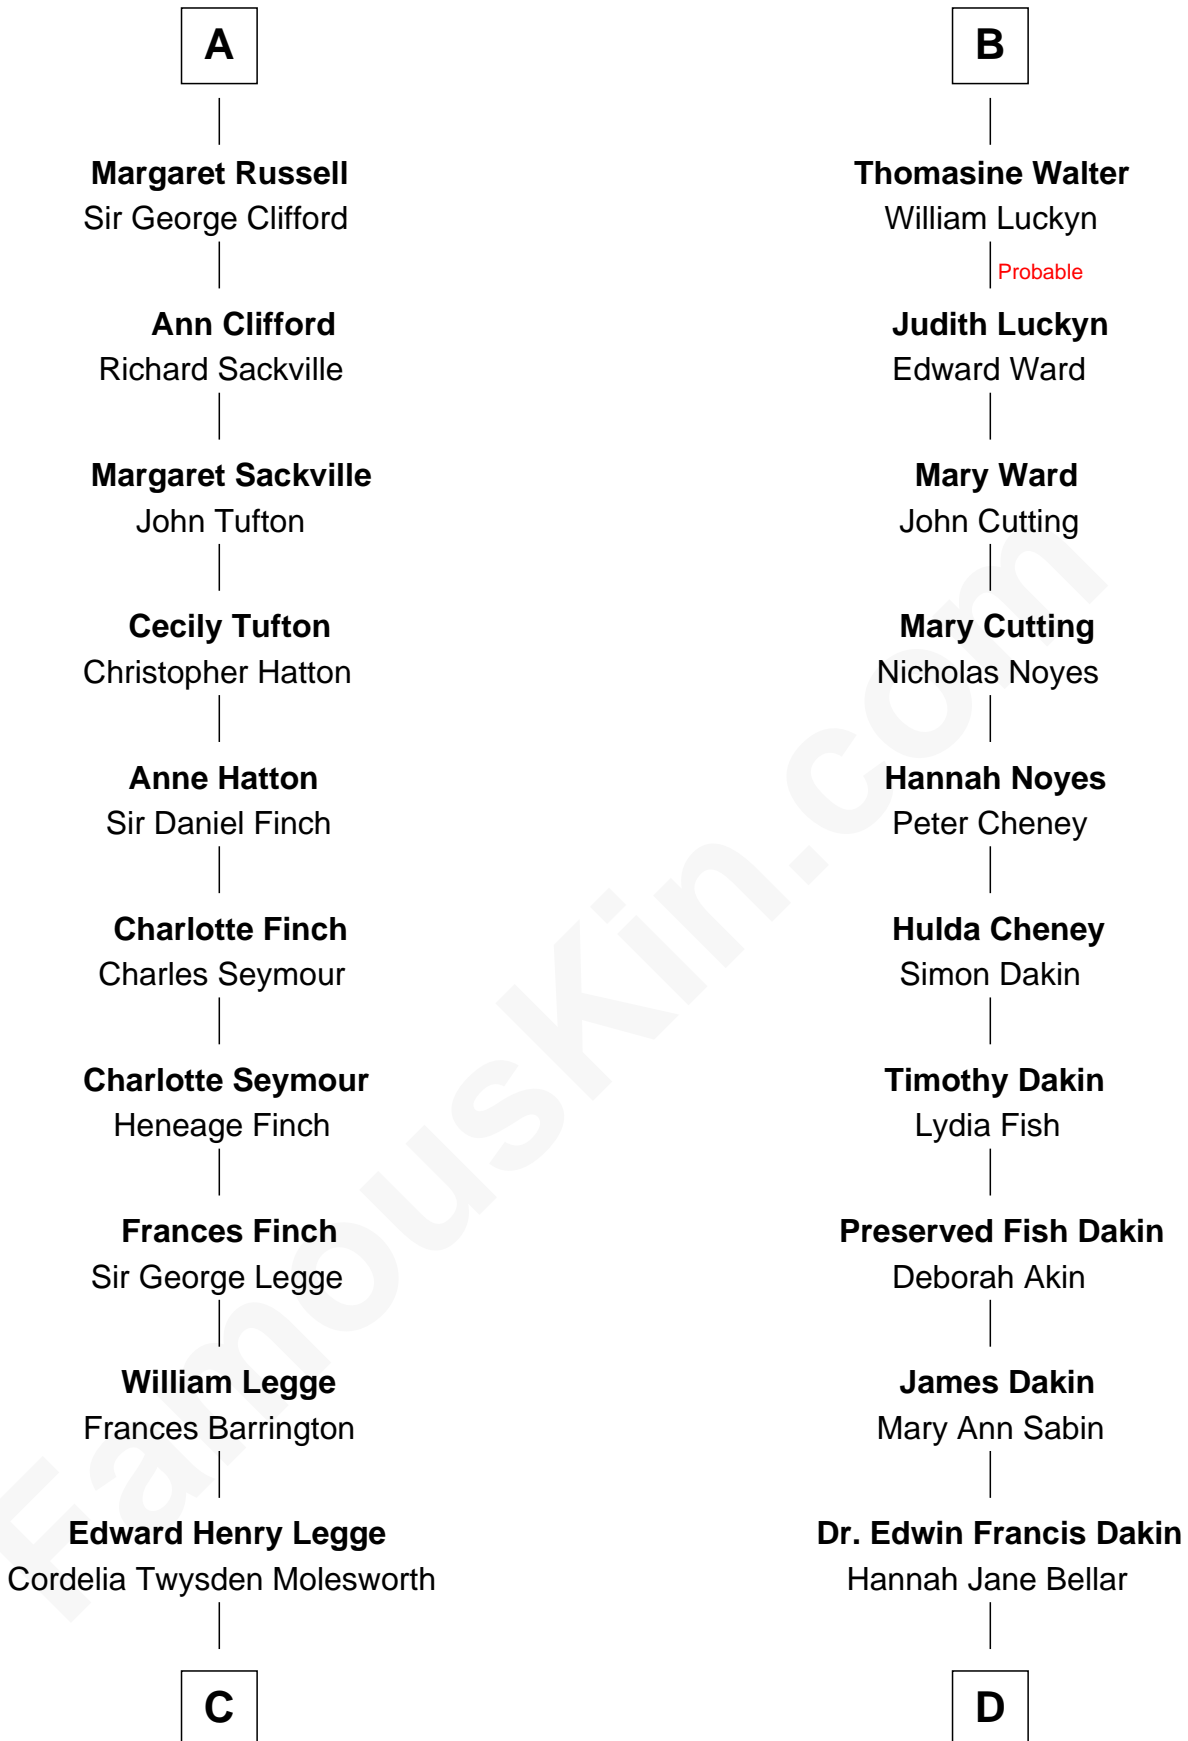 A
Margaret Russell
Sir George Clifford
Ann Clifford
Richard Sackville
Margaret Sackville
John Tufton
Cecily Tufton
Christopher Hatton
Anne Hatton
Sir Daniel Finch
Charlotte Finch
Charles Seymour
Charlotte Seymour
Heneage Finch
Frances Finch
Sir George Legge
William Legge
Frances Barrington
Edward Henry Legge
Cordelia Twysden Molesworth
C
B
Thomasine Walter
William Luckyn
Probable
Judith Luckyn
Edward Ward
Mary Ward
John Cutting
Mary Cutting
Nicholas Noyes
Hannah Noyes
Peter Cheney
Hulda Cheney
Simon Dakin
Timothy Dakin
Lydia Fish
Preserved Fish Dakin
Deborah Akin
James Dakin
Mary Ann Sabin
Dr. Edwin Francis Dakin
Hannah Jane Bellar
D
FamousKin.com